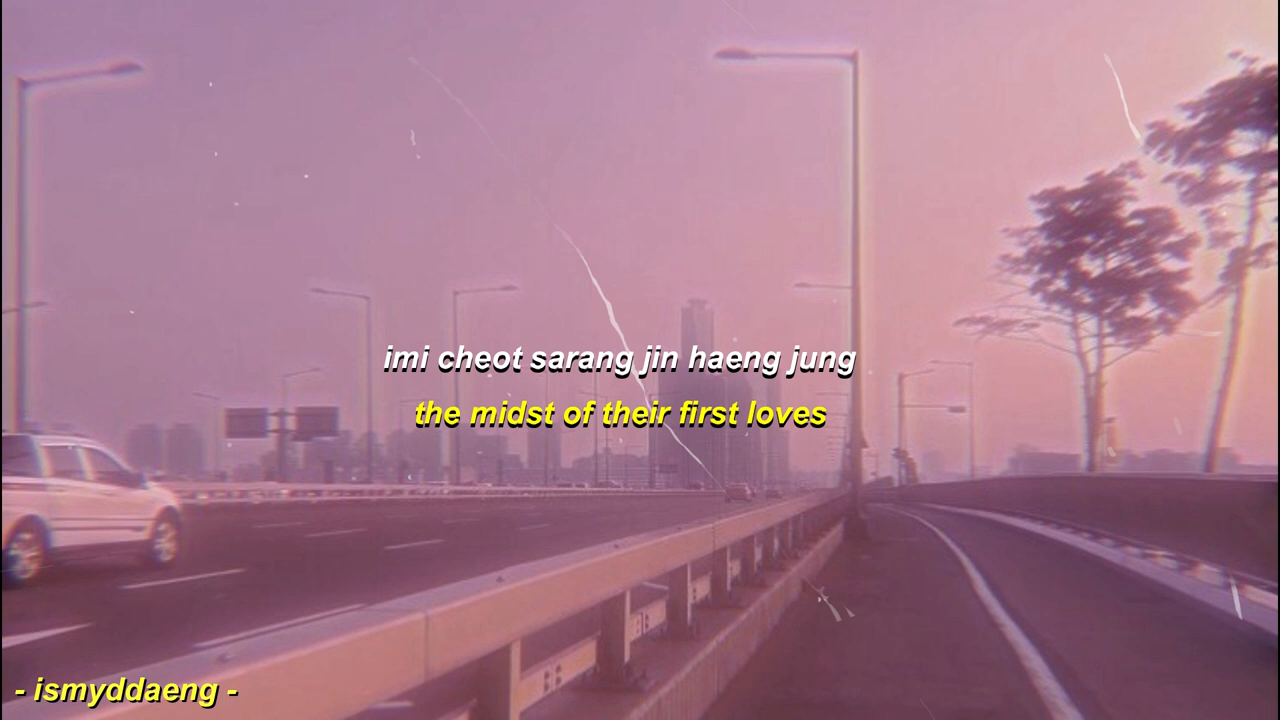 imi cheot sarang jin haeng jung
the midst of their first loves
- ismyddaeng -